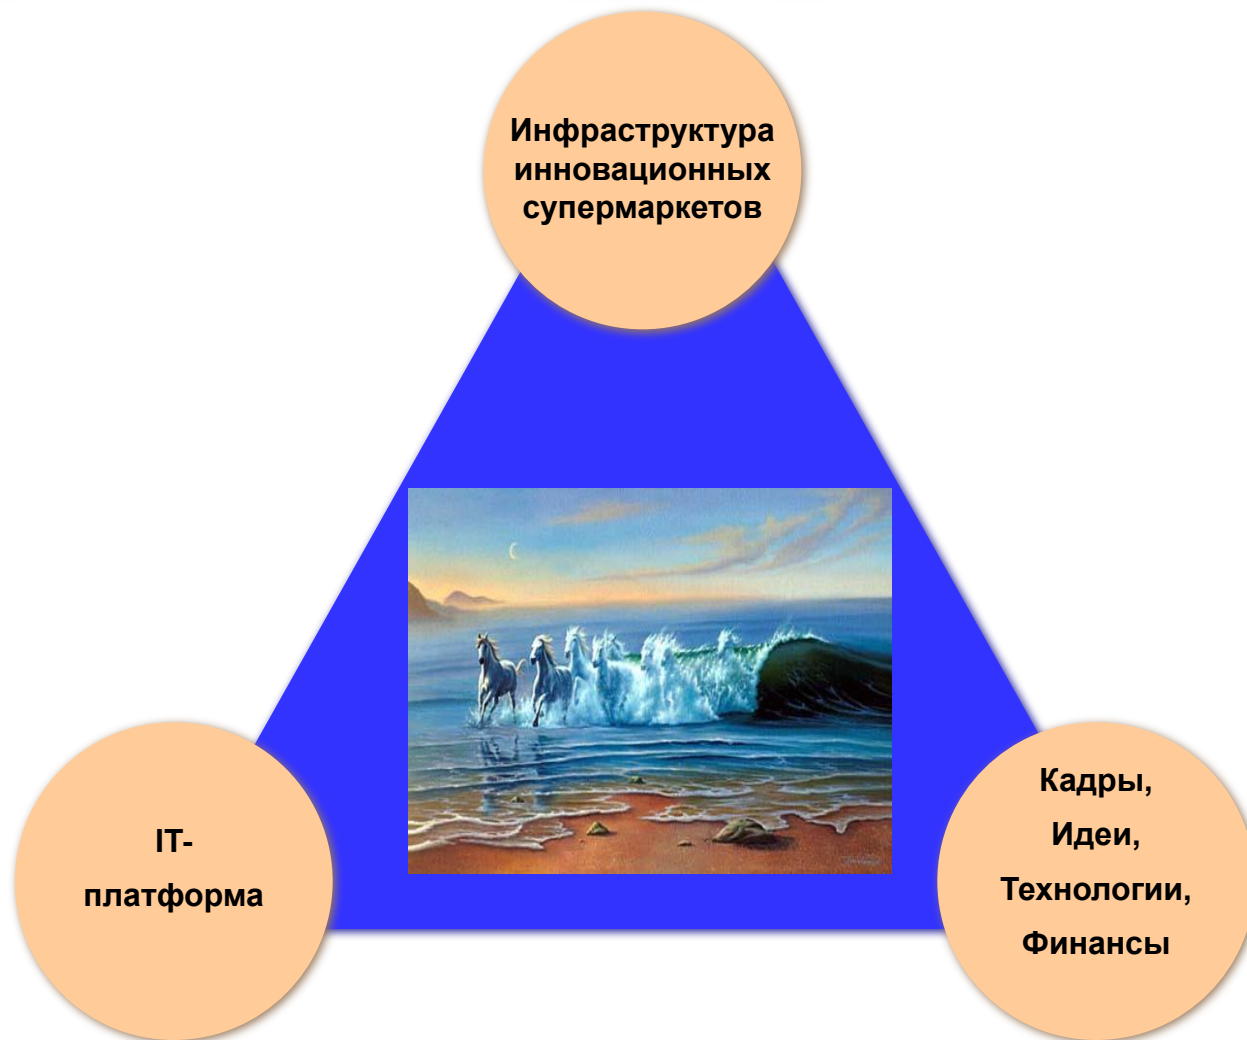 Инфраструктура
инновационных
супермаркетов
IT-
платформа
Кадры,
Идеи,
Технологии,
Финансы